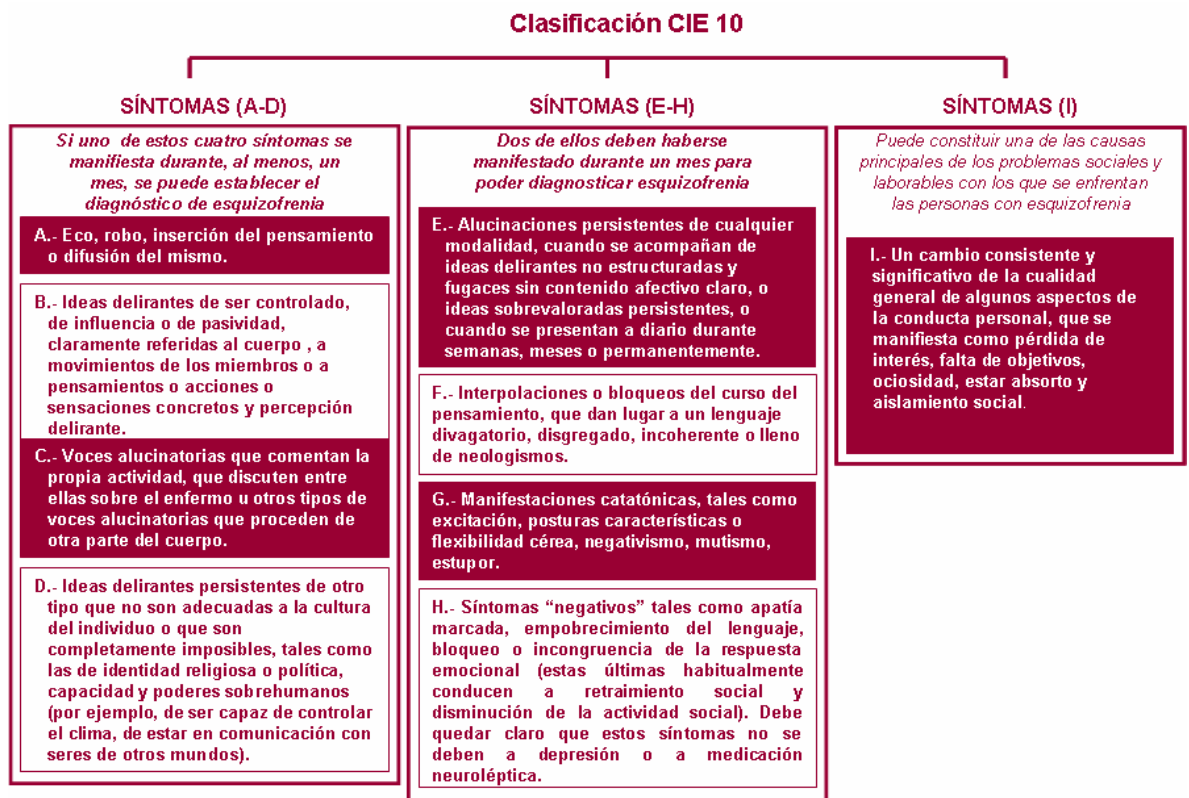 Clasificación CIE 10
SÍNTOMAS (A-D)
Si uno de estos cuatro síntomas se
manifiesta durante, al menos, un
mes, se puede establecer el
diagnóstico de esquizofrenia
A.- Eco, robo, inserción del pensamiento
o difusión del mismo.
B.- Ideas delirantes de ser controlado,
de influencia o de pasividad,
claramente referidas al cuerpo , a
movimientos de los miembros o a
pensamientos o acciones o
sensaciones concretos y percepción
delirante.
C.- Voces alucinatorias que comentan la
propia actividad, que discuten entre
ellas sobre el enfermo u otros tipos de
voces alucinatorias que proceden de
otra parte del cuerpo.
D.- Ideas delirantes persistentes de otro
tipo que no son adecuadas a la cultura
del individuo o que son
completamente imposibles, tales como
las de identidad religiosa o política,
capacidad y poderes sobrehumanos
(por ejemplo, de ser capaz de controlar
el clima, de estar en comunicación con
seres de otros mundos).
SÍNTOMAS (E-H)
Dos de ellos deben haberse
manifestado durante un mes para
poder diagnosticar esquizofrenia
E.- Alucinaciones persistentes de cualquier
modalidad, cuando se acompañan de
ideas delirantes no estructuradas y
fugaces sin contenido afectivo claro, o
ideas sobrevaloradas persistentes, o
cuando se presentan a diario durante
semanas, meses o permanentemente.
F.- Interpolaciones o bloqueos del curso del
pensamiento, que dan lugar a un lenguaje
divagatorio, disgregado, incoherente o lleno
de neologismos.
G.- Manifestaciones catatónicas, tales como
excitación, posturas características o
flexibilidad cérea, negativismo, mutismo,
estupor.
H.- Síntomas “negativos” tales como apatía
marcada, empobrecimiento del lenguaje,
bloqueo o incongruencia de la respuesta
emocional (estas últimas habitualmente
conducen a retraimiento social y
disminución de la actividad social). Debe
quedar claro que estos síntomas no se
deben a depresión o a medicación
neuroléptica.
SÍNTOMAS (I)
Puede constituir una de las causas
principales de los problemas sociales y
laborables con los que se enfrentan
las personas con esquizofrenia
I.- Un cambio consistente y
significativo de la cualidad
general de algunos aspectos de
la conducta personal, que se
manifiesta como pérdida de
interés, falta de objetivos,
ociosidad, estar absorto y
aislamiento social.